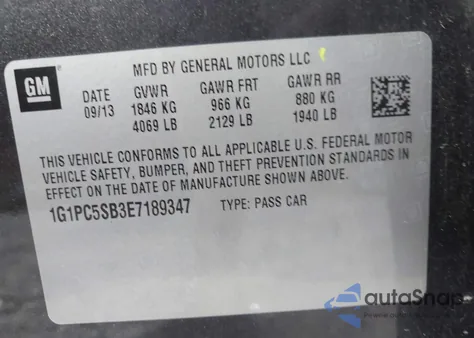 GM
MFD BY GENERAL MOTORS LLC
DATE GVWR GAWR FRT GAWR RR
09/13 1846 KG 966 KG 880 KG
4069 LB 2129 LB 1940 LB
THIS VEHICLE CONFORMS TO ALL APPLICABLE U.S. FEDERAL MOTOR
VEHICLE SAFETY, BUMPER, AND THEFT PREVENTION STANDARDS IN
EFFECT ON THE DATE OF MANUFACTURE SHOWN ABOVE.
1G1PC5SB3E7189347 TYPE: PASS CAR
autoSnap